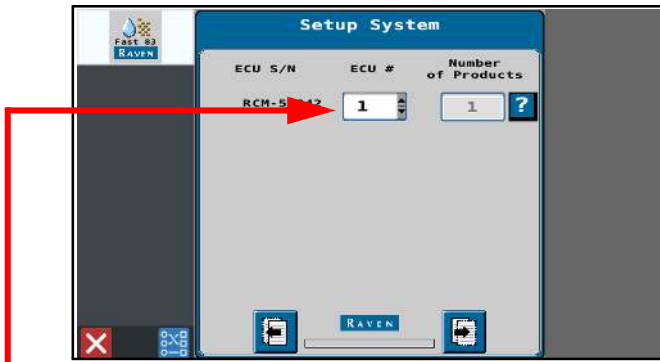 Setup System
Fast 83
RAVEN
ECU S/N ECU # Number of Products
1 1 ?
RAVEN